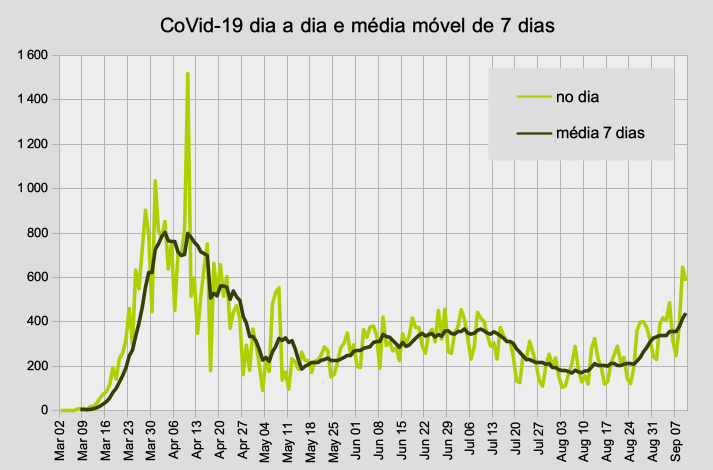 CoVid-19 dia a dia e média móvel de 7 dias
1 600
1 400
1 200
1 000
800
600
400
200
0
no dia
média 7 dias
Mar 02
Mar 09
Mar 16
Mar 23
Mar 30
Apr 06
Apr 13
Apr 20
Apr 27
May 04
May 11
May 18
May 25
Jun 01
Jun 08
Jun 15
Jun 22
Jun 29
Jul 06
Jul 13
Jul 20
Jul 27
Aug 03
Aug 10
Aug 17
Aug 24
Aug 31
Sep 07